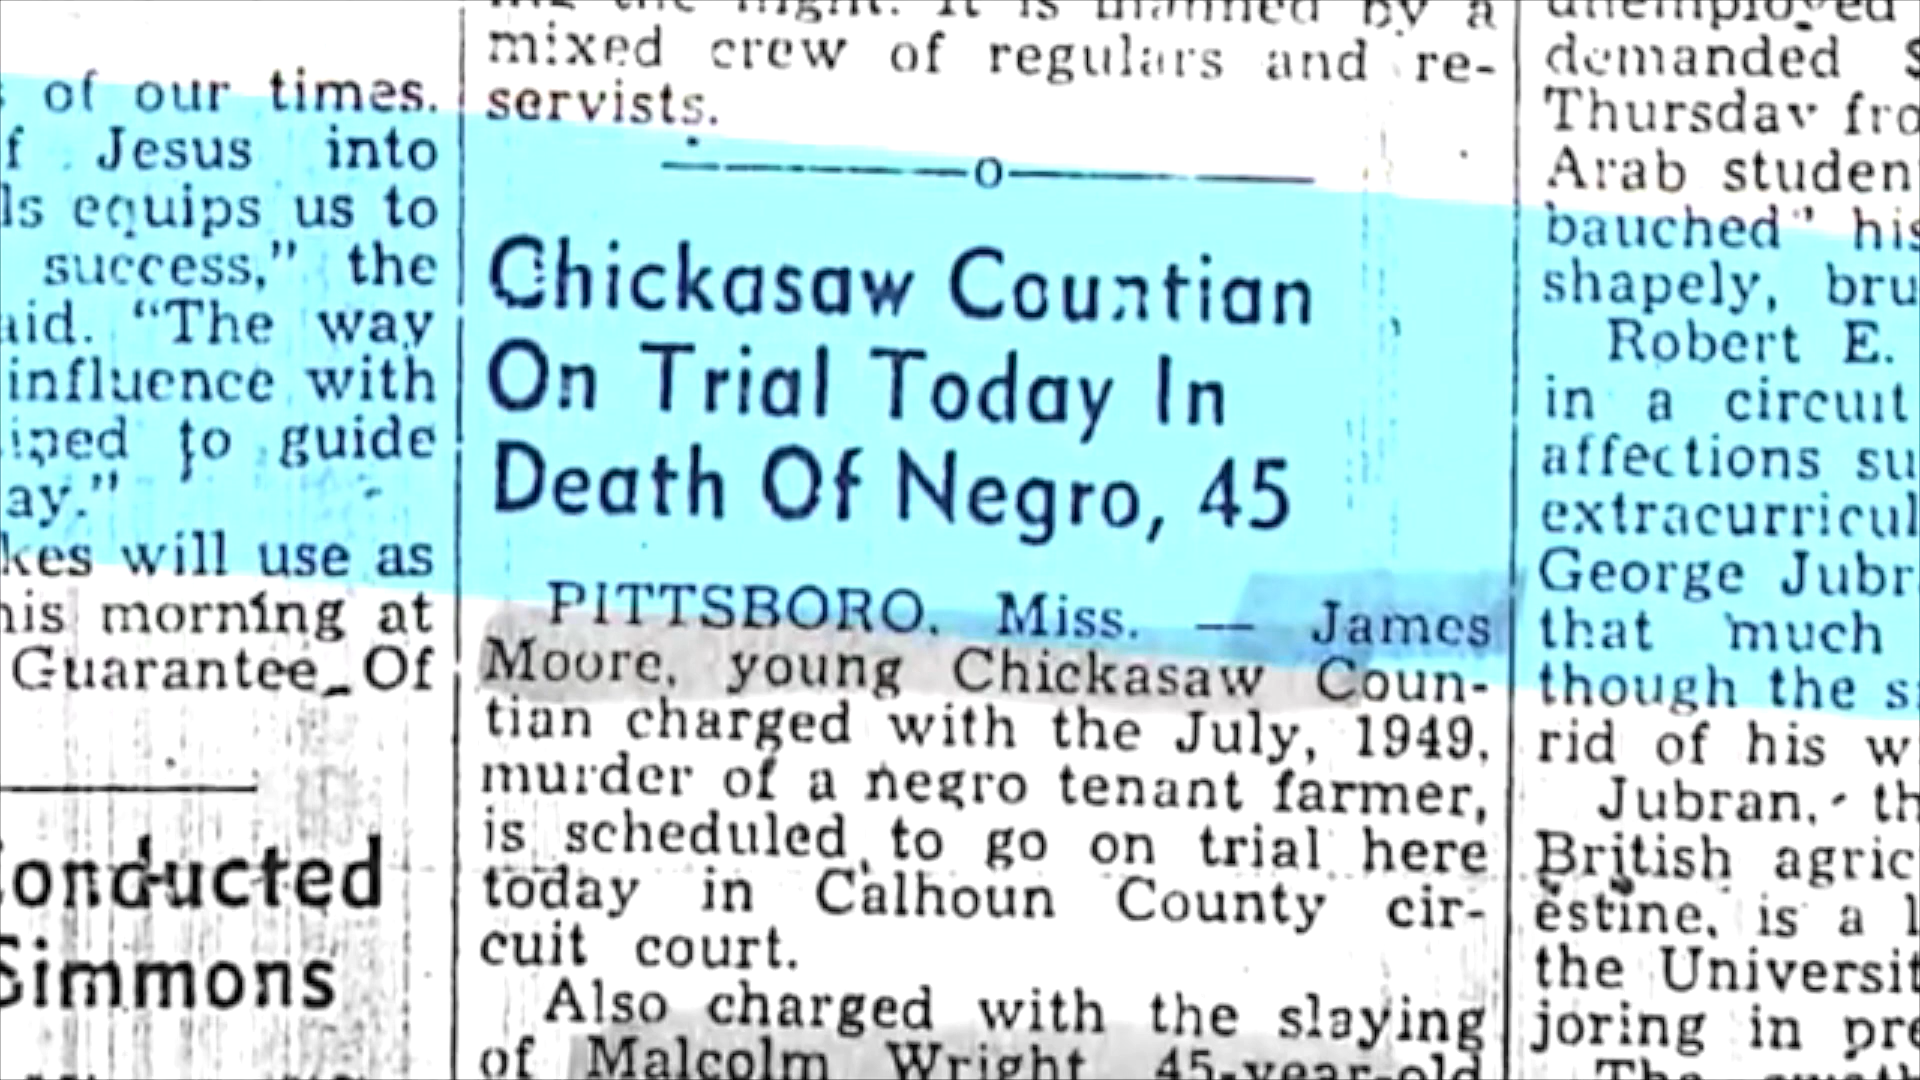 of our times.
Jesus into
equips us to
success," the
"The way
influence with
to guide
ay."
kes will use as
his morning at
Guarantee Of
onducted
Simmons
mixed crew of regulars and re-
servists.
O
Chickasaw Countian
On Trial Today In
Death Of Negro, 45
PITTSBORO, Miss. — James
Moore, young Chickasaw Coun-
tian charged with the July, 1949,
murder of a negro tenant farmer,
is scheduled to go on trial here
today in Calhoun County cir-
cuit court.
Also charged with the slaying
of Malcolm Wright, 45-year-old
unemployed
demanded
Thursday fro
Arab studen
bauched" his
shapely, bru
Robert E.
in a circuit
affections su
extracurricul
George Jubr
that much
though the s
rid of his w
Jubran, th
British agric
estine, is a l
the Universit
joring in pre